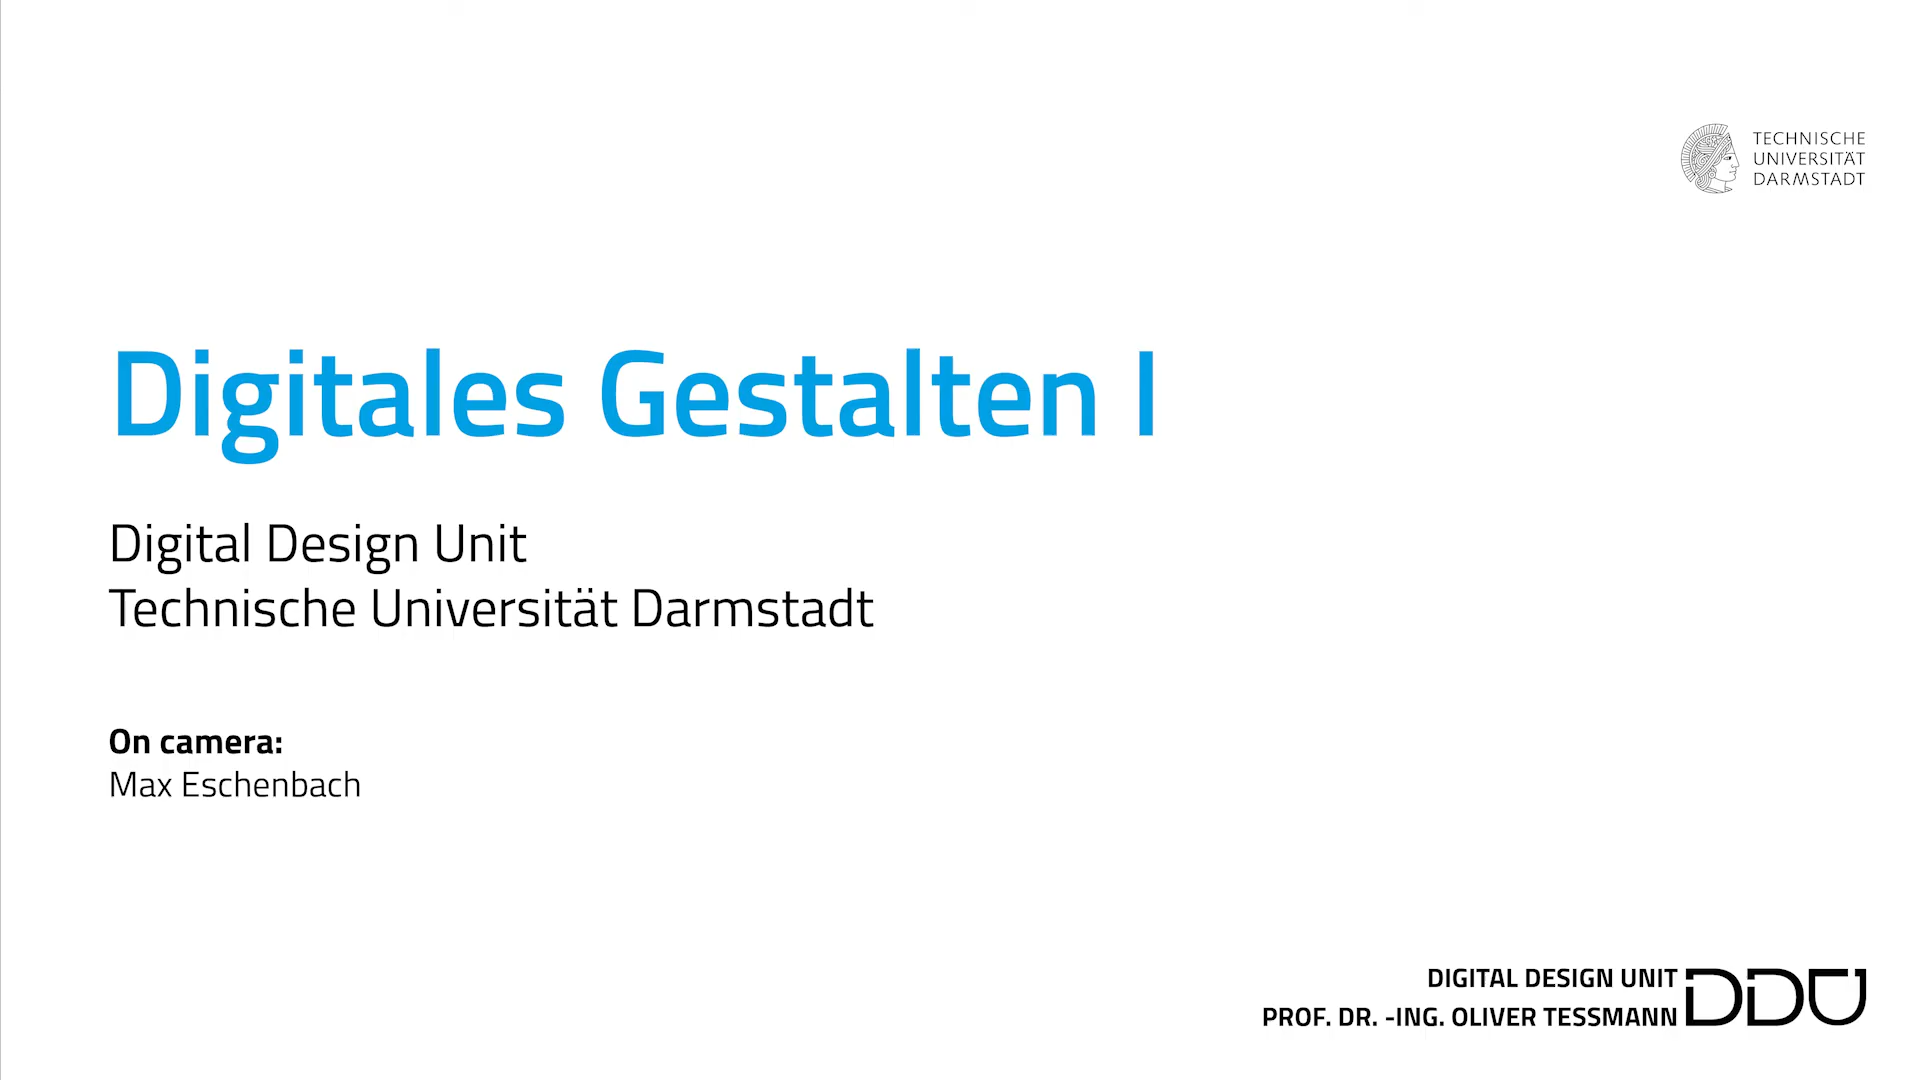 TECHNISCHE
UNIVERSITÄT
DARMSTADT
Digitales Gestalten I
Digital Design Unit
Technische Universität Darmstadt
On camera:
Max Eschenbach
DIGITAL DESIGN UNIT
PROF. DR. -ING. OLIVER TESSMANN
DDU